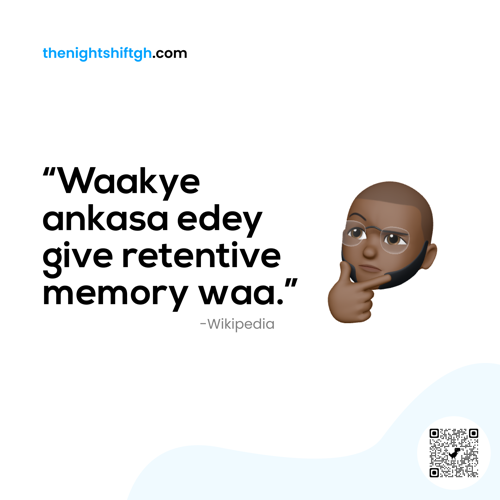 thenightshiftgh.com
“Waakye
ankasa edey
give retentive
memory waa.”
-Wikipedia